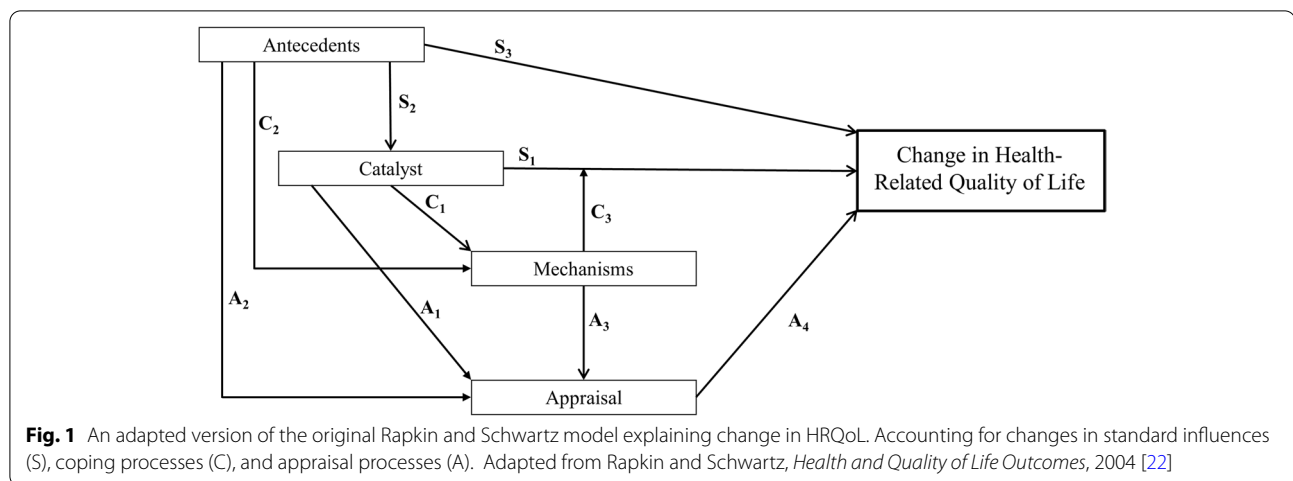 Antecedents
S3
S2
C2
Catalyst
S1
Change in Health-
Related Quality of Life
C1
C3
Mechanisms
A2
A1
A3
A4
Appraisal
Fig. 1 An adapted version of the original Rapkin and Schwartz model explaining change in HRQoL. Accounting for changes in standard influences
(S), coping processes (C), and appraisal processes (A). Adapted from Rapkin and Schwartz, Health and Quality of Life Outcomes, 2004 [22]